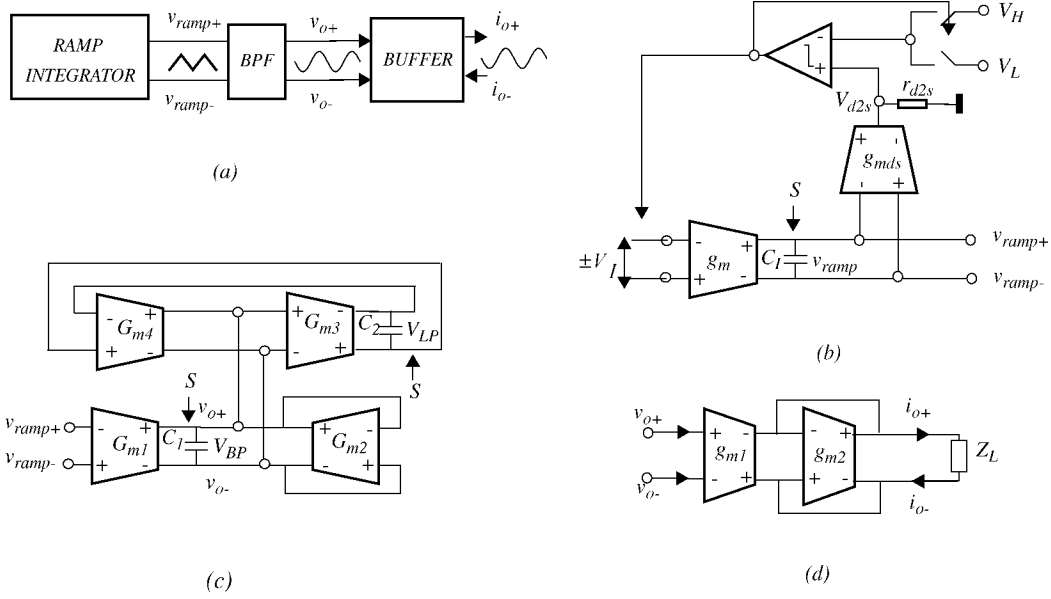 RAMP
INTEGRATOR
v_ramp+
v_ramp-
BPF
v_o+
v_o-
BUFFER
i_o+
i_o-
(a)
V_H
V_L
-
+
V_d2s
r_d2s
+ -
g_mds
- +
S
±V_I
- +
g_m
+ -
C_I
v_ramp
v_ramp+
v_ramp-
(b)
- +
G_m4
+ -
+ -
G_m3
- +
C_2
V_LP
S
S
v_ramp+
v_ramp-
- +
G_m1
+ -
C_1
V_BP
v_o+
v_o-
+ -
G_m2
- +
(c)
v_o+
v_o-
+ -
g_m1
- +
- +
g_m2
+ -
i_o+
i_o-
Z_L
(d)